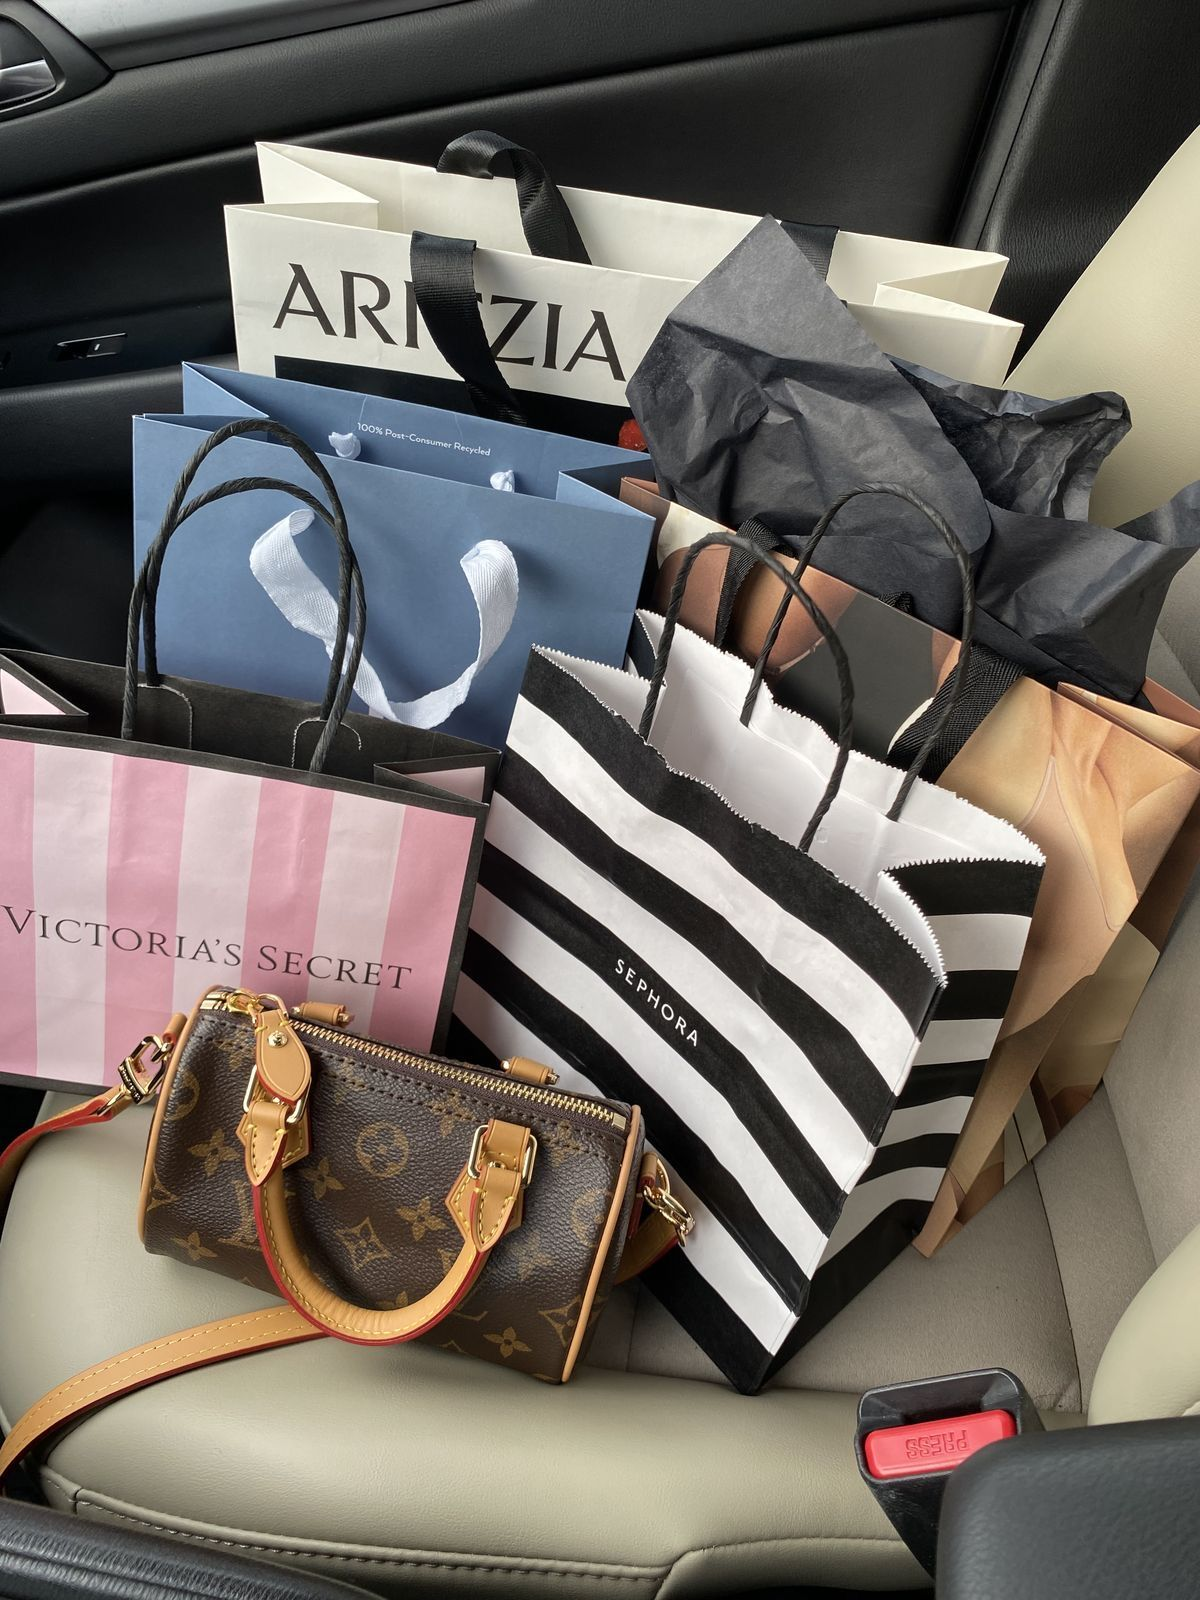 ARITZIA
100% Post-Consumer Recycled
VICTORIA'S SECRET
SEPHORA
PRESS